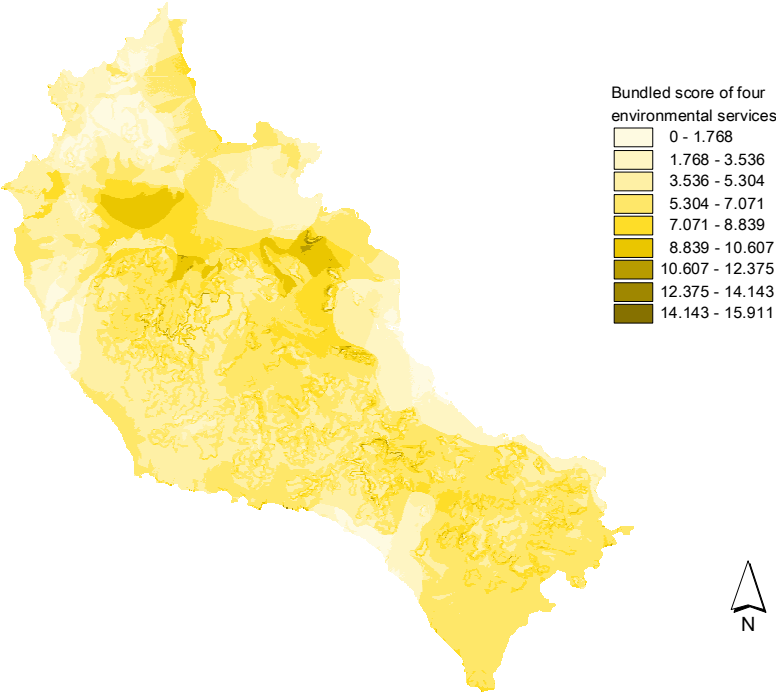 Bundled score of four
environmental services
0 - 1.768
1.768 - 3.536
3.536 - 5.304
5.304 - 7.071
7.071 - 8.839
8.839 - 10.607
10.607 - 12.375
12.375 - 14.143
14.143 - 15.911
N